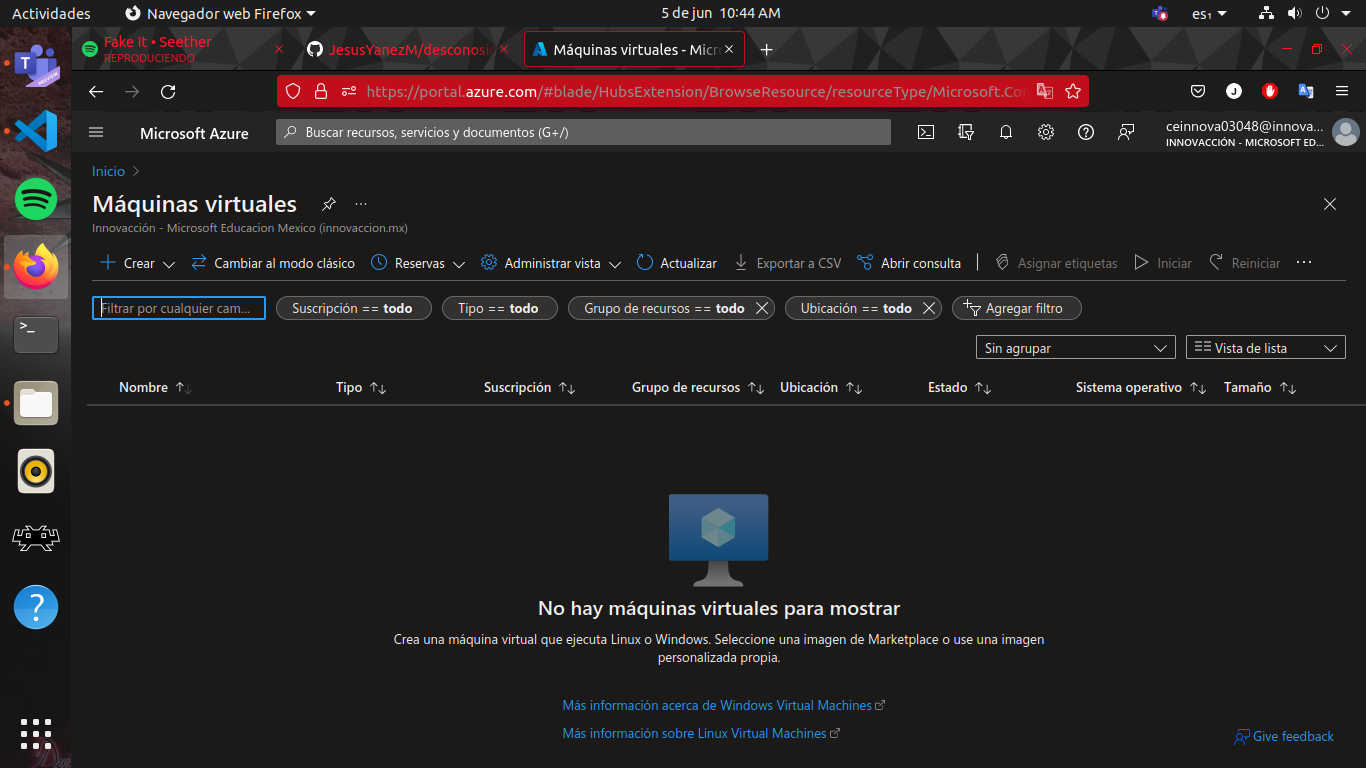 Actividades
Navegador web Firefox
5 de jun 10:44 AM
es₁
Fake It • Seether
REPRODUCIENDO
JesusYanezM/desconosi
Máquinas virtuales - Micr
https://portal.azure.com/#blade/HubsExtension/BrowseResource/resourceType/Microsoft.Co
Microsoft Azure
Buscar recursos, servicios y documentos (G+/)
ceinnova03048@innova...
INNOVACCIÓN - MICROSOFT ED...
Inicio
Máquinas virtuales
Innovacción - Microsoft Educacion Mexico (innovaccion.mx)
Crear
Cambiar al modo clásico
Reservas
Administrar vista
Actualizar
Exportar a CSV
Abrir consulta
Asignar etiquetas
Iniciar
Reiniciar
Filtrar por cualquier cam...
Suscripción == todo
Tipo == todo
Grupo de recursos == todo
Ubicación == todo
Agregar filtro
Sin agrupar
Vista de lista
Nombre
Tipo
Suscripción
Grupo de recursos
Ubicación
Estado
Sistema operativo
Tamaño
No hay máquinas virtuales para mostrar
Crea una máquina virtual que ejecuta Linux o Windows. Seleccione una imagen de Marketplace o use una imagen
personalizada propia.
Más información acerca de Windows Virtual Machines
Más información sobre Linux Virtual Machines
Give feedback